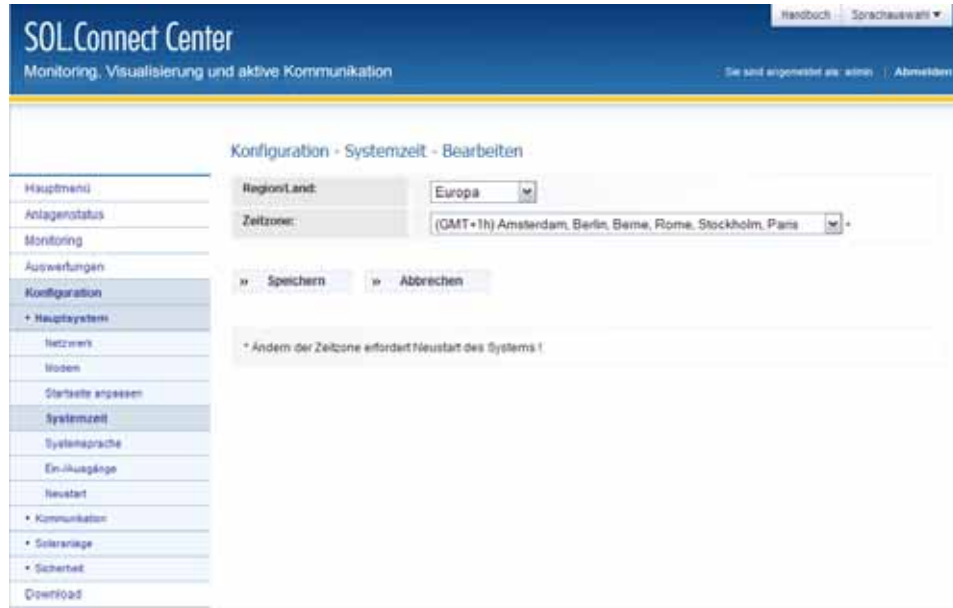 Handbuch Sprachauswahl
SOL.Connect Center
Monitoring, Visualisierung und aktive Kommunikation
Sie sind angemeldet als: admin | Abmelden
Konfiguration - Systemzeit - Bearbeiten
Hauptmenü
Anlagenstatus
Monitoring
Auswertungen
Konfiguration
• Hauptsystem
Netzwerk
Modem
Startseite anpassen
Systemzeit
Systemsprache
Ein-/Ausgänge
Neustart
• Kommunikation
• Solaranlage
• Sicherheit
Download
Region/Land: Europa
Zeitzone: (GMT+1h) Amsterdam, Berlin, Berne, Rome, Stockholm, Paris *
» Speichern » Abbrechen
* Ändern der Zeitzone erfordert Neustart des Systems !